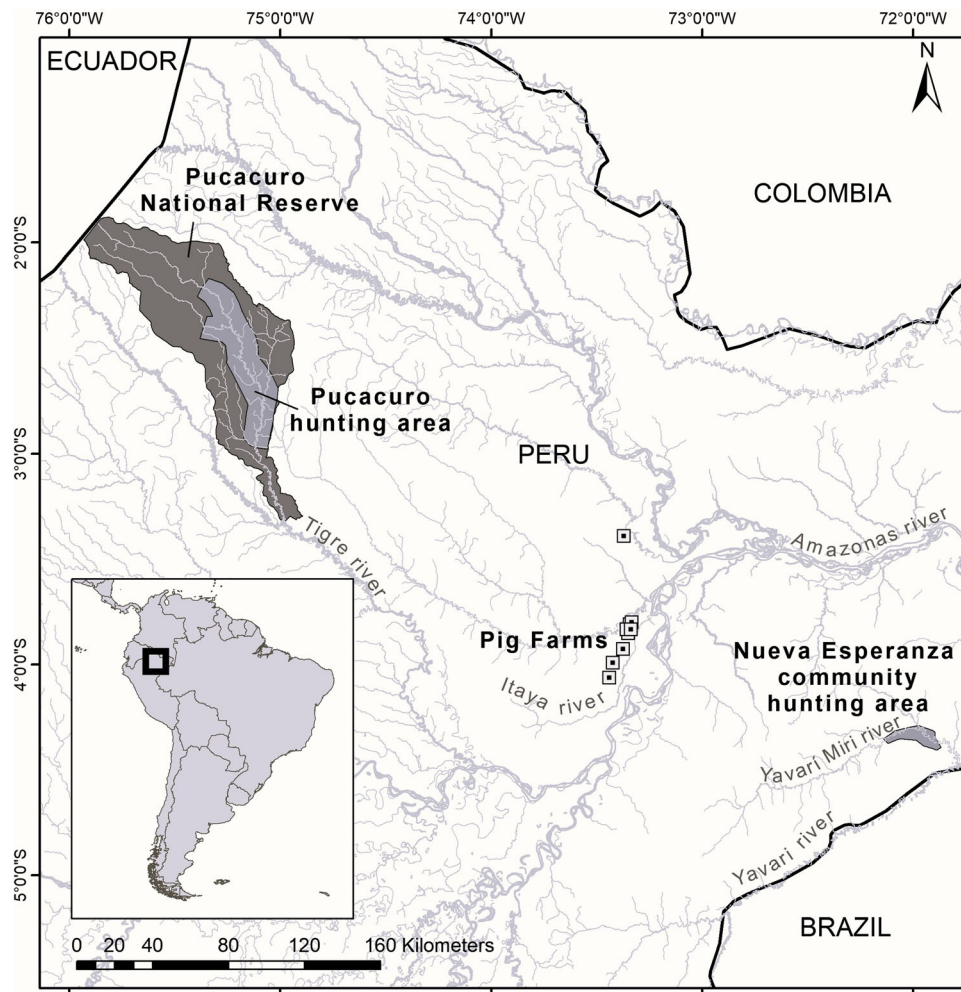 76°0'0"W
75°0'0"W
74°0'0"W
73°0'0"W
72°0'0"W
ECUADOR
N
Pucacuro
National Reserve
COLOMBIA
2°0'0"S
Pucacuro
hunting area
3°0'0"S
PERU
Tigre river
Amazonas river
Pig Farms
4°0'0"S
Itaya river
Nueva Esperanza
community
hunting area
Yavari Miri river
Yavari river
5°0'0"S
BRAZIL
0 20 40 80 120 160 Kilometers